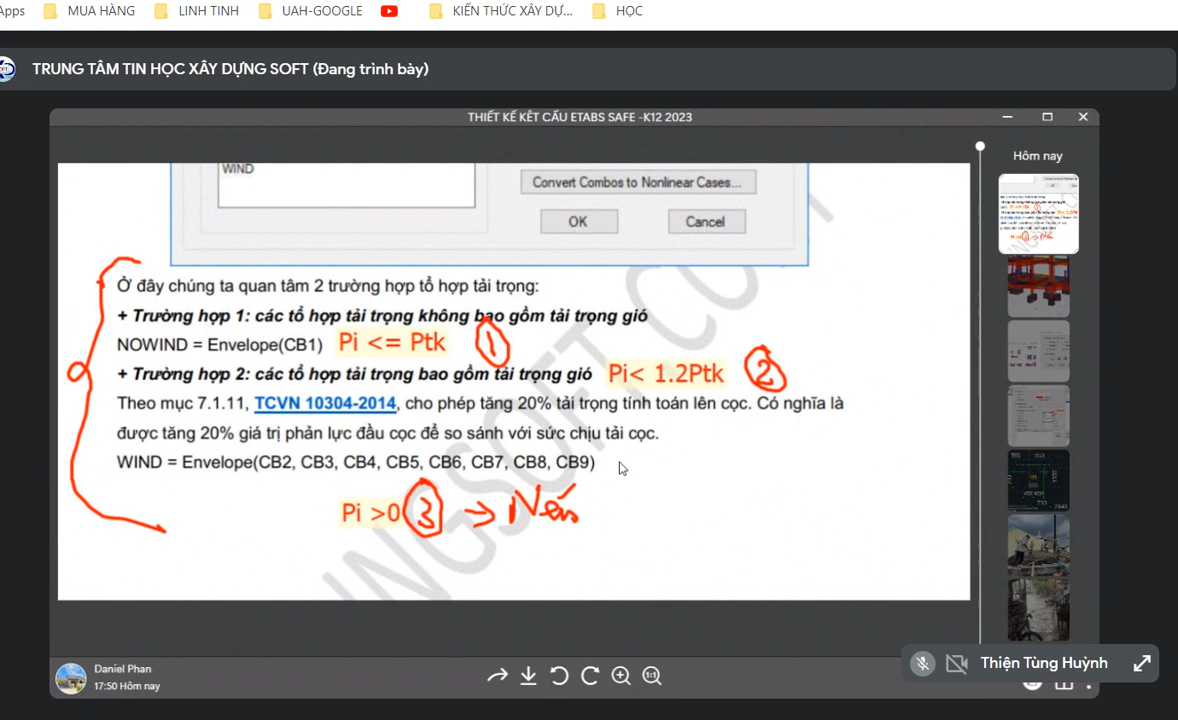 Apps MUA HÀNG LINH TINH UAH-GOOGLE KIẾN THỨC XÂY DỰ... HỌC
TRUNG TÂM TIN HỌC XÂY DỰNG SOFT (Đang trình bày)
THIẾT KẾ KẾT CẤU ETABS SAFE -K12 2023
Hôm nay
WIND
Convert Combos to Nonlinear Cases...
OK Cancel
Ở đây chúng ta quan tâm 2 trường hợp tổ hợp tải trọng:
+ Trường hợp 1: các tổ hợp tải trọng không bao gồm tải trọng gió
NOWIND = Envelope(CB1) Pi <= Ptk 1
+ Trường hợp 2: các tổ hợp tải trọng bao gồm tải trọng gió Pi< 1.2Ptk 2
Theo mục 7.1.11, TCVN 10304-2014, cho phép tăng 20% tải trọng tính toán lên cọc. Có nghĩa là
được tăng 20% giá trị phản lực đầu cọc để so sánh với sức chịu tải cọc.
WIND = Envelope(CB2, CB3, CB4, CB5, CB6, CB7, CB8, CB9)
Pi >0 3 → Nén
INGSOFT.CO
Daniel Phan
17:50 Hôm nay
1:1
Thiện Tùng Huỳnh